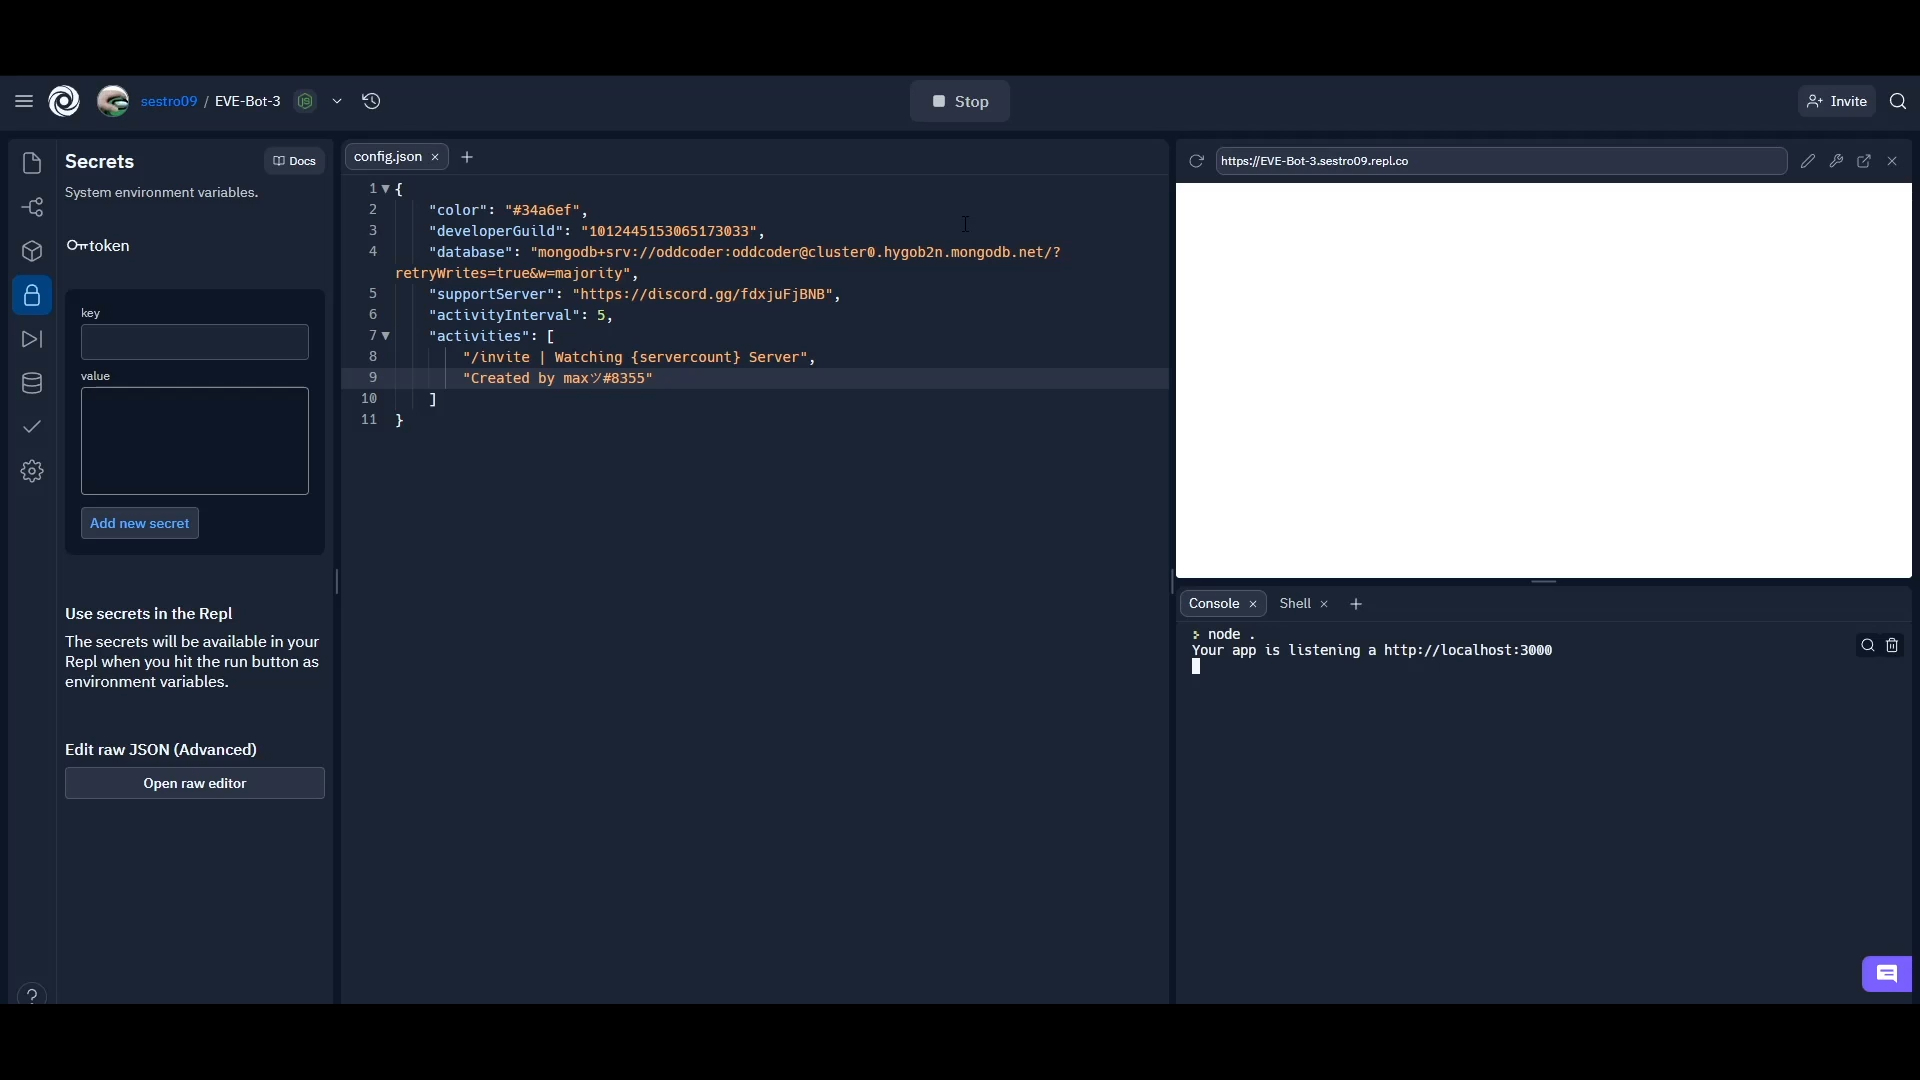 sestro09 / EVE-Bot-3
Stop
Invite
Secrets
Docs
System environment variables.
token
key
value
Add new secret
Use secrets in the Repl
The secrets will be available in your
Repl when you hit the run button as
environment variables.
Edit raw JSON (Advanced)
Open raw editor
?
config.json × +
1 {
2 "color": "#34a6ef",
3 "developerGuild": "1012445153065173033",
4 "database": "mongodb+srv://oddcoder:oddcoder@cluster0.hygob2n.mongodb.net/?
retryWrites=true&w=majority",
5 "supportServer": "https://discord.gg/fdxjuFjBNB",
6 "activityInterval": 5,
7 "activities": [
8 "/invite | Watching {servercount} Server",
9 "Created by maxツ#8355"
10 ]
11 }
https://EVE-Bot-3.sestro09.repl.co
Console × Shell × +
node .
Your app is listening a http://localhost:3000